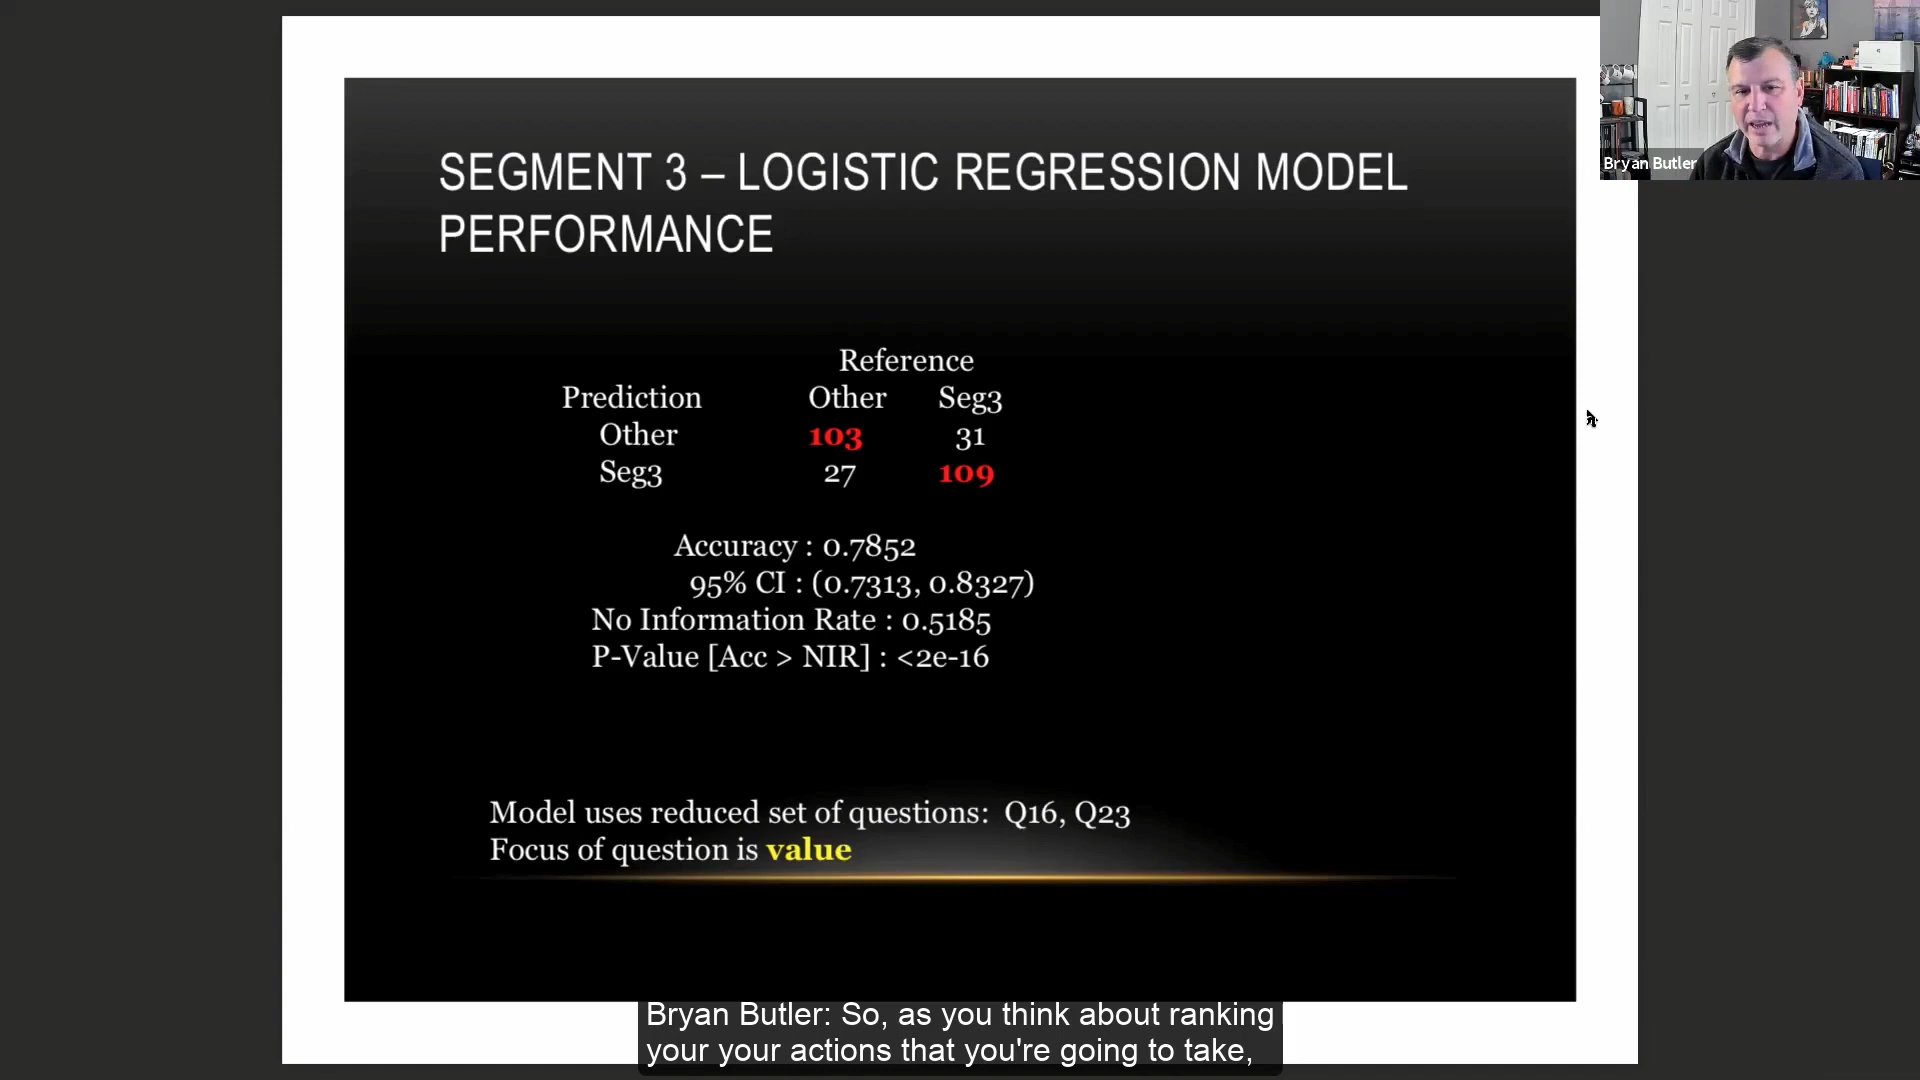 SEGMENT 3 – LOGISTIC REGRESSION MODEL
PERFORMANCE
Reference
Prediction Other Seg3
Other 103 31
Seg3 27 109
Accuracy : 0.7852
95% CI : (0.7313, 0.8327)
No Information Rate : 0.5185
P-Value [Acc > NIR] : <2e-16
Model uses reduced set of questions: Q16, Q23
Focus of question is value
Bryan Butler
Bryan Butler: So, as you think about ranking
your your actions that you're going to take,